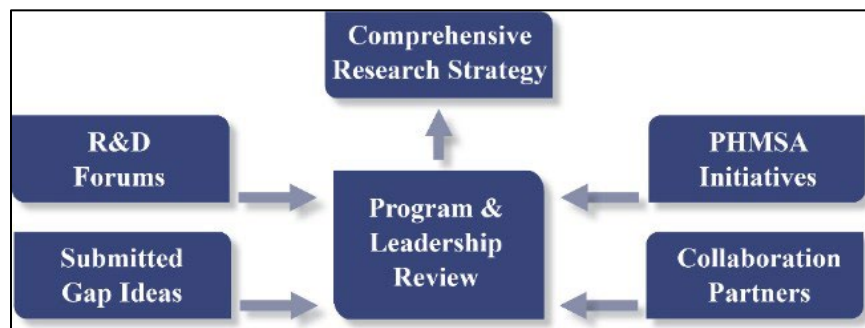 Comprehensive
Research Strategy
R&D
Forums
PHMSA
Initiatives
Program &
Leadership
Review
Submitted
Gap Ideas
Collaboration
Partners